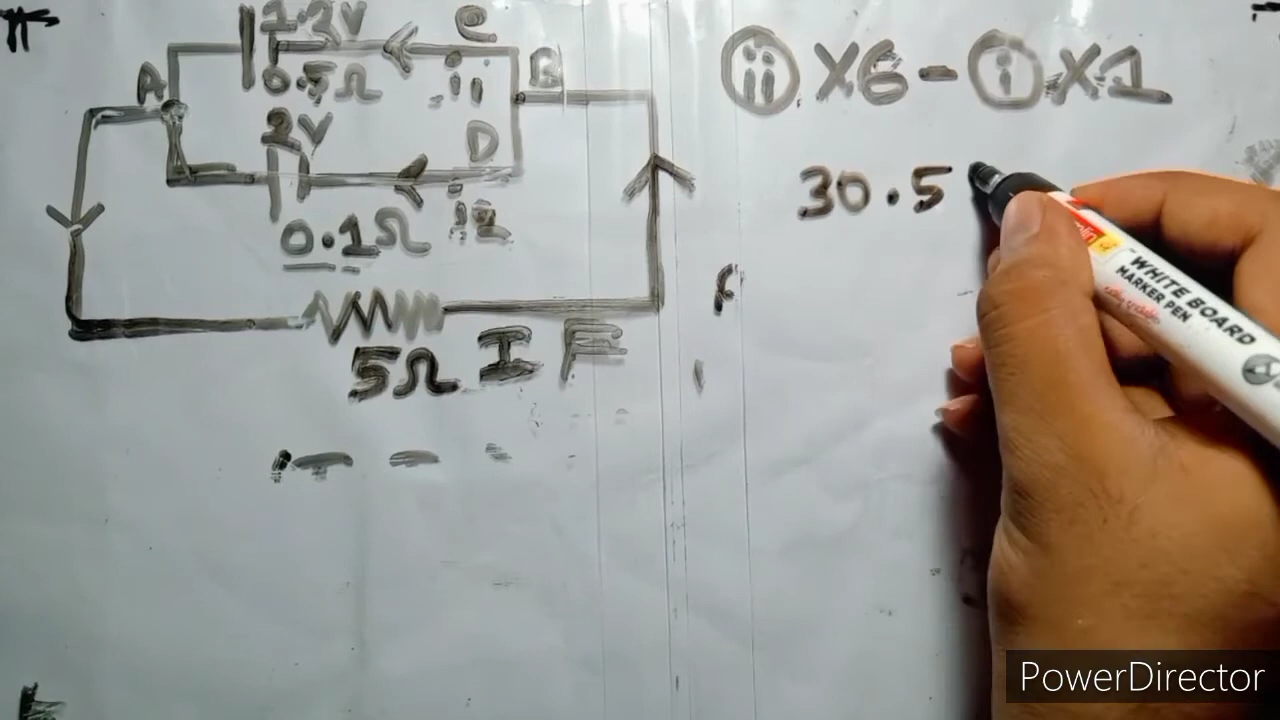 1.3V
C
A
0.5Ω
i1
B
2V
D
0.1Ω
i2
5Ω I F
ii X6 - i X1
30.5
WHITE BOARD
MARKER PEN
PowerDirector